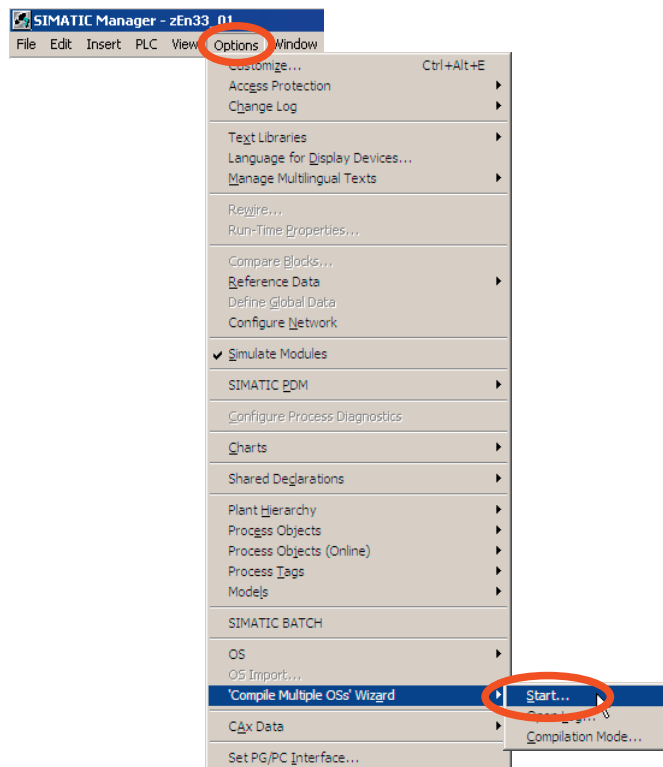 SIMATIC Manager - zEn33_01
File Edit Insert PLC View Options Window
Customize... Ctrl+Alt+E
Access Protection
Change Log
Text Libraries
Language for Display Devices...
Manage Multilingual Texts
Rewire...
Run-Time Properties...
Compare Blocks...
Reference Data
Define Global Data
Configure Network
Simulate Modules
SIMATIC PDM
Configure Process Diagnostics
Charts
Shared Declarations
Plant Hierarchy
Process Objects
Process Objects (Online)
Process Tags
Models
SIMATIC BATCH
OS
OS Import...
'Compile Multiple OSs' Wizard
Start...
Open Log...
Compilation Mode...
CAx Data
Set PG/PC Interface...